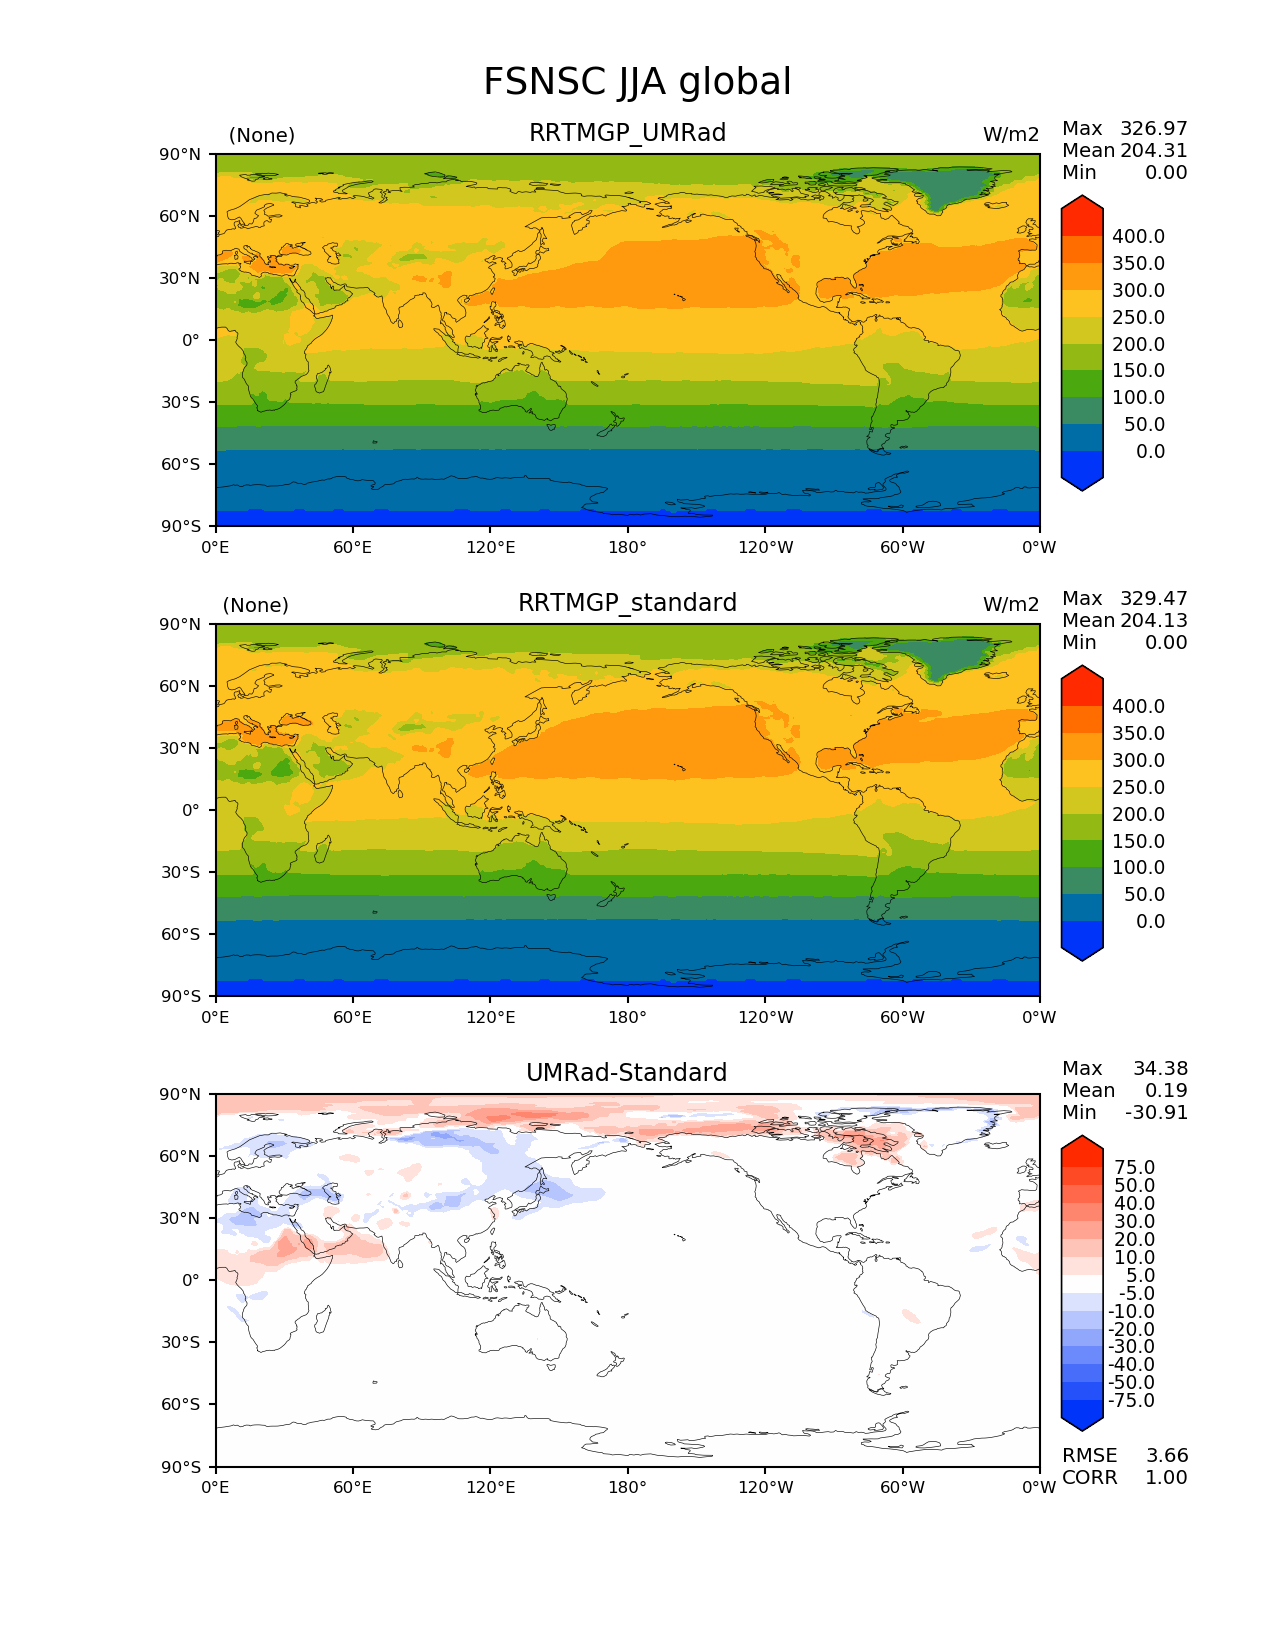 FSNSC JJA global
(None) RRTMGP_UMRad W/m2
Max 326.97
Mean 204.31
Min 0.00
90°N
60°N
30°N
0°
30°S
60°S
90°S
0°E 60°E 120°E 180° 120°W 60°W 0°W
400.0
350.0
300.0
250.0
200.0
150.0
100.0
50.0
0.0
(None) RRTMGP_standard W/m2
Max 329.47
Mean 204.13
Min 0.00
90°N
60°N
30°N
0°
30°S
60°S
90°S
0°E 60°E 120°E 180° 120°W 60°W 0°W
400.0
350.0
300.0
250.0
200.0
150.0
100.0
50.0
0.0
UMRad-Standard
Max 34.38
Mean 0.19
Min -30.91
90°N
60°N
30°N
0°
30°S
60°S
90°S
0°E 60°E 120°E 180° 120°W 60°W 0°W
75.0
50.0
40.0
30.0
20.0
10.0
5.0
-5.0
-10.0
-20.0
-30.0
-40.0
-50.0
-75.0
RMSE 3.66
CORR 1.00